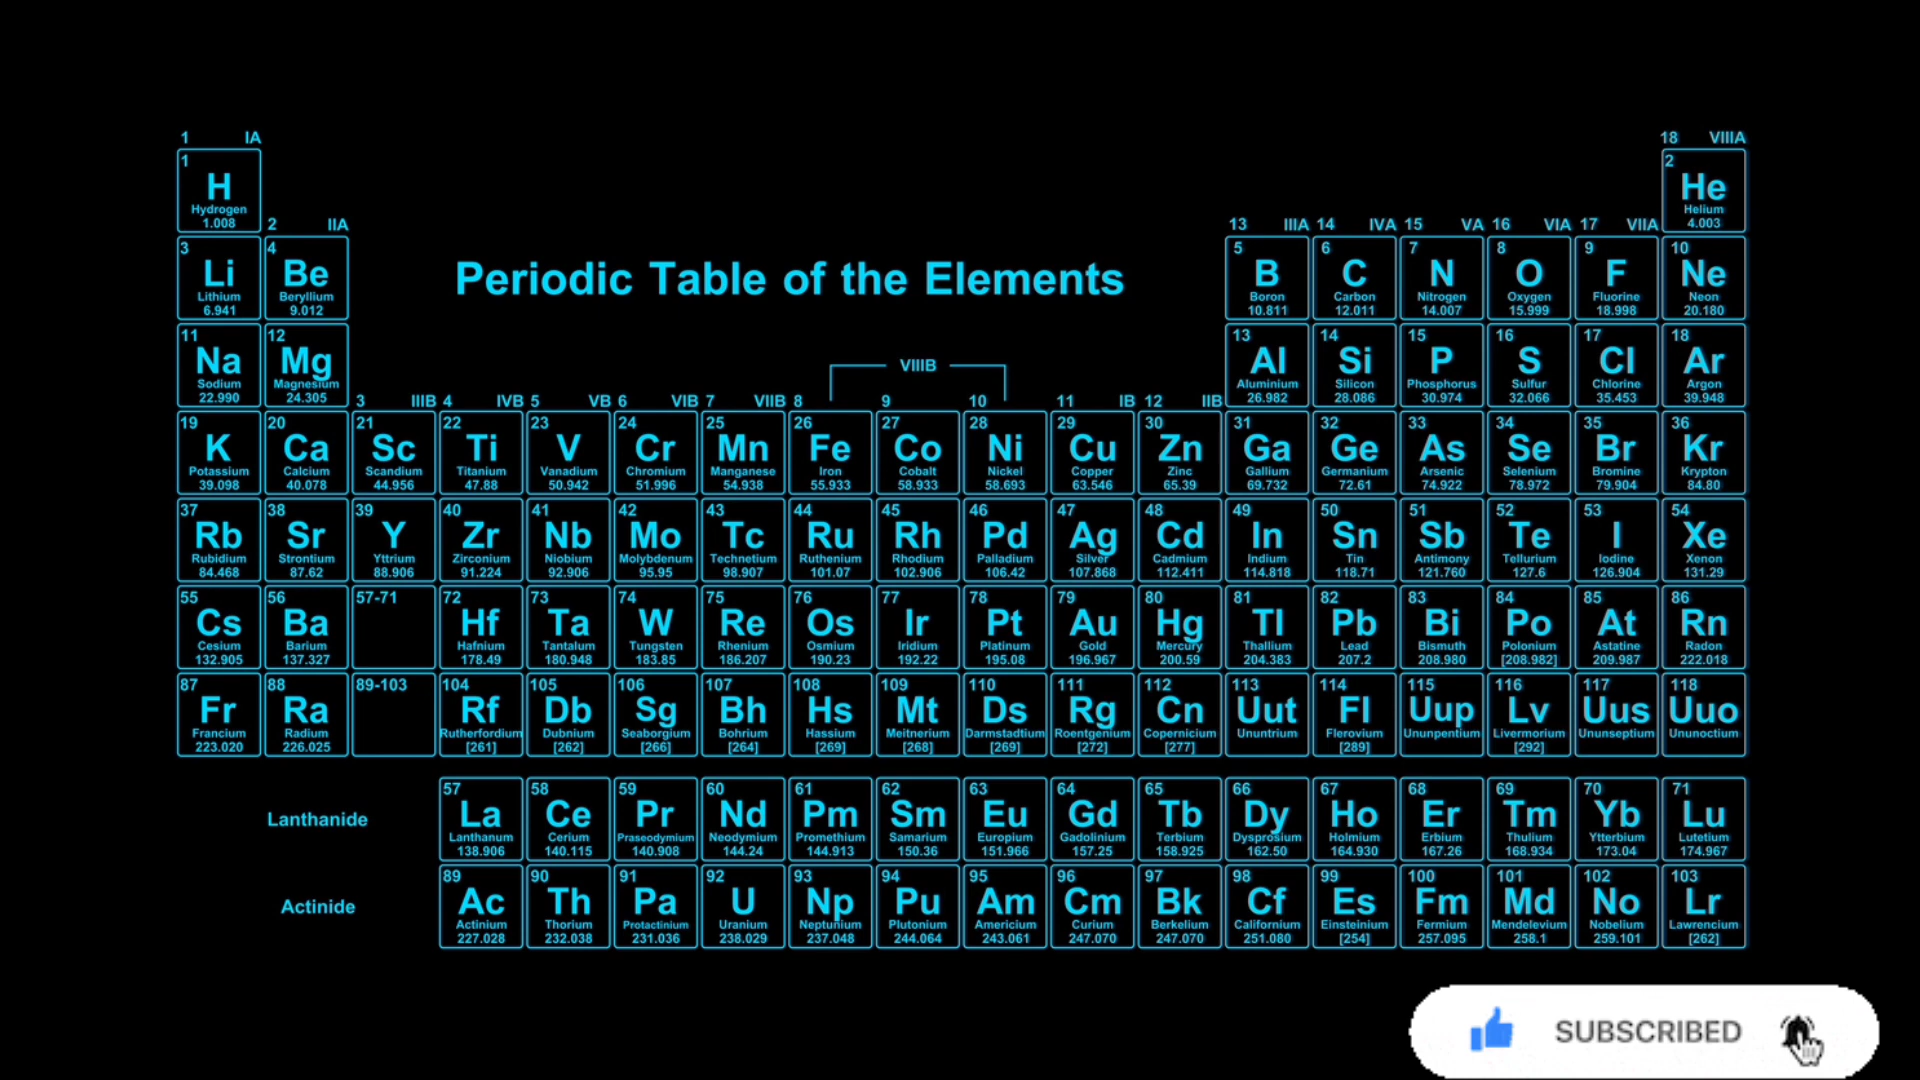 1 IA 18 VIIIA
1 2
H He
Hydrogen Helium
1.008 4.003
2 IIA 13 IIIA 14 IVA 15 VA 16 VIA 17 VIIA
3 4 5 6 7 8 9 10
Li Be B C N O F Ne
Lithium Beryllium Boron Carbon Nitrogen Oxygen Fluorine Neon
6.941 9.012 10.811 12.011 14.007 15.999 18.998 20.180
Periodic Table of the Elements
11 12 13 14 15 16 17 18
Na Mg Al Si P S Cl Ar
Sodium Magnesium Aluminium Silicon Phosphorus Sulfur Chlorine Argon
22.990 24.305 26.982 28.086 30.974 32.066 35.453 39.948
VIIIB
3 IIIB 4 IVB 5 VB 6 VIB 7 VIIB 8 9 10 11 IB 12 IIB
19 20 21 22 23 24 25 26 27 28 29 30 31 32 33 34 35 36
K Ca Sc Ti V Cr Mn Fe Co Ni Cu Zn Ga Ge As Se Br Kr
Potassium Calcium Scandium Titanium Vanadium Chromium Manganese Iron Cobalt Nickel Copper Zinc Gallium Germanium Arsenic Selenium Bromine Krypton
39.098 40.078 44.956 47.88 50.942 51.996 54.938 55.933 58.933 58.693 63.546 65.39 69.732 72.61 74.922 78.972 79.904 84.80
37 38 39 40 41 42 43 44 45 46 47 48 49 50 51 52 53 54
Rb Sr Y Zr Nb Mo Tc Ru Rh Pd Ag Cd In Sn Sb Te I Xe
Rubidium Strontium Yttrium Zirconium Niobium Molybdenum Technetium Ruthenium Rhodium Palladium Silver Cadmium Indium Tin Antimony Tellurium Iodine Xenon
84.468 87.62 88.906 91.224 92.906 95.95 98.907 101.07 102.906 106.42 107.868 112.411 114.818 118.71 121.760 127.6 126.904 131.29
55 56 57-71 72 73 74 75 76 77 78 79 80 81 82 83 84 85 86
Cs Ba Hf Ta W Re Os Ir Pt Au Hg Tl Pb Bi Po At Rn
Cesium Barium Hafnium Tantalum Tungsten Rhenium Osmium Iridium Platinum Gold Mercury Thallium Lead Bismuth Polonium Astatine Radon
132.905 137.327 178.49 180.948 183.85 186.207 190.23 192.22 195.08 196.967 200.59 204.383 207.2 208.980 [208.982] 209.987 222.018
87 88 89-103 104 105 106 107 108 109 110 111 112 113 114 115 116 117 118
Fr Ra Rf Db Sg Bh Hs Mt Ds Rg Cn Uut Fl Uup Lv Uus Uuo
Francium Radium Rutherfordium Dubnium Seaborgium Bohrium Hassium Meitnerium Darmstadtium Roentgenium Copernicium Ununtrium Flerovium Ununpentium Livermorium Ununseptium Ununoctium
223.020 226.025 [261] [262] [266] [264] [269] [268] [269] [272] [277] [289] [292]
57 58 59 60 61 62 63 64 65 66 67 68 69 70 71
La Ce Pr Nd Pm Sm Eu Gd Tb Dy Ho Er Tm Yb Lu
Lanthanide
Lanthanum Cerium Praseodymium Neodymium Promethium Samarium Europium Gadolinium Terbium Dysprosium Holmium Erbium Thulium Ytterbium Lutetium
138.906 140.115 140.908 144.24 144.913 150.36 151.966 157.25 158.925 162.50 164.930 167.26 168.934 173.04 174.967
89 90 91 92 93 94 95 96 97 98 99 100 101 102 103
Ac Th Pa U Np Pu Am Cm Bk Cf Es Fm Md No Lr
Actinide
Actinium Thorium Protactinium Uranium Neptunium Plutonium Americium Curium Berkelium Californium Einsteinium Fermium Mendelevium Nobelium Lawrencium
227.028 232.038 231.036 238.029 237.048 244.064 243.061 247.070 247.070 251.080 [254] 257.095 258.1 259.101 [262]
SUBSCRIBED